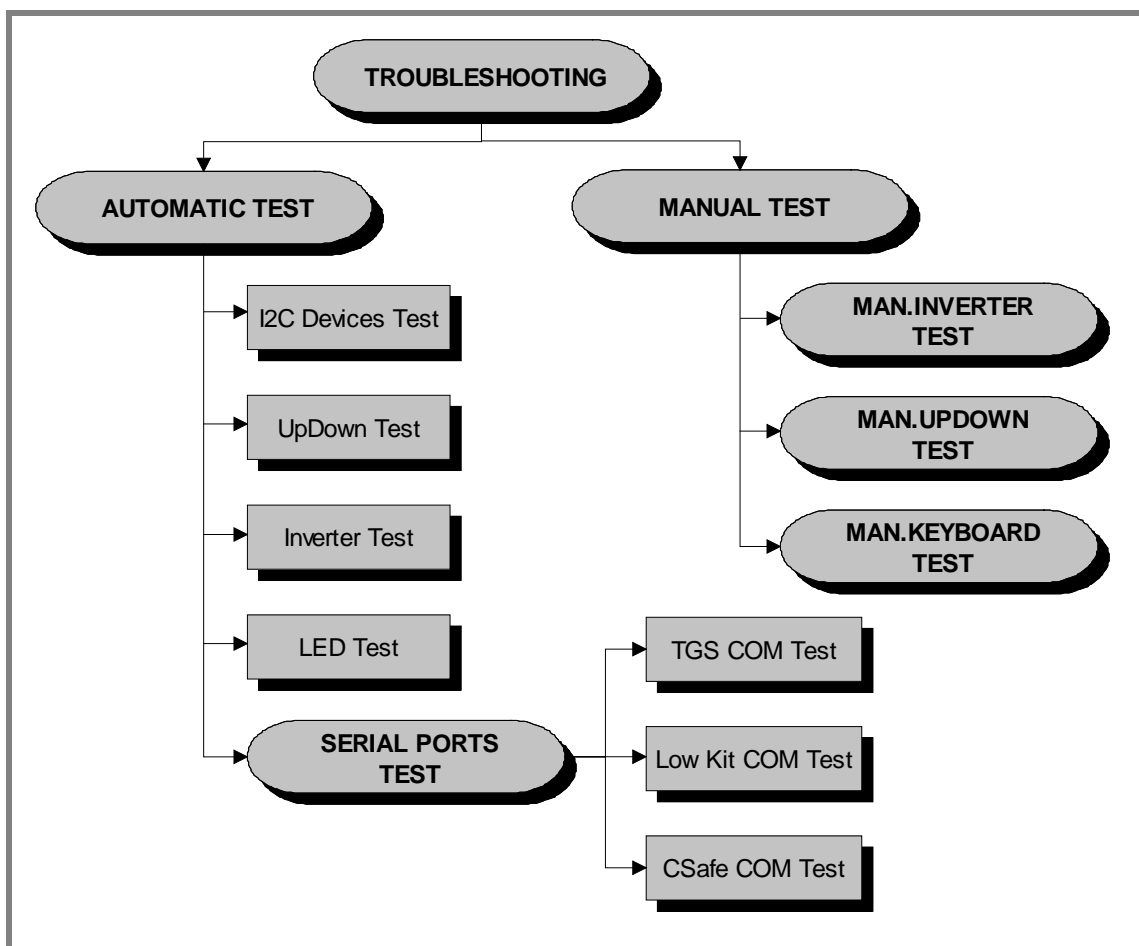 TROUBLESHOOTING
AUTOMATIC TEST
I2C Devices Test
UpDown Test
Inverter Test
LED Test
SERIAL PORTS
TEST
TGS COM Test
Low Kit COM Test
CSafe COM Test
MANUAL TEST
MAN.INVERTER
TEST
MAN.UPDOWN
TEST
MAN.KEYBOARD
TEST